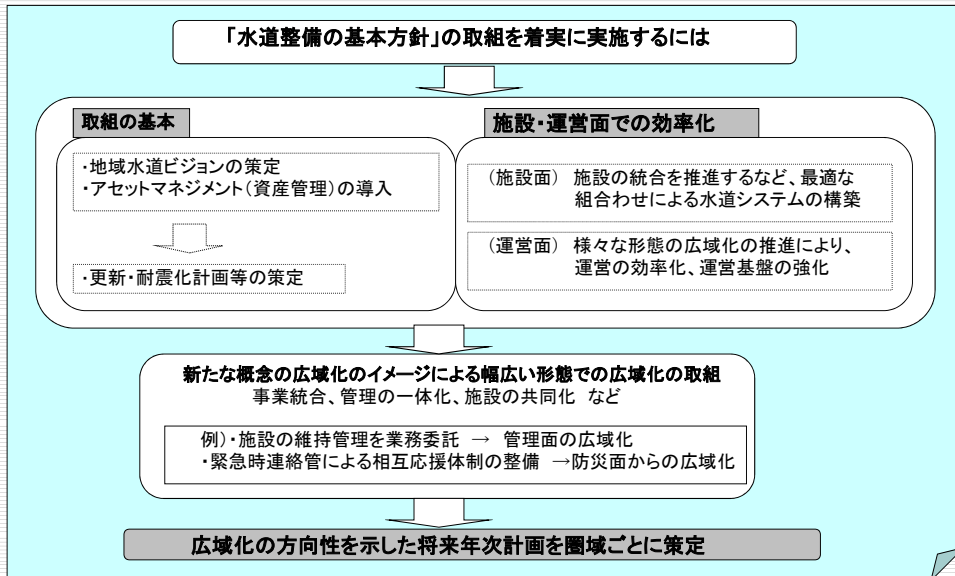 「水道整備の基本方針」の取組を着実に実施するには
取組の基本
・地域水道ビジョンの策定
・アセットマネジメント(資産管理)の導入
・更新・耐震化計画等の策定
施設・運営面での効率化
(施設面) 施設の統合を推進するなど、最適な
組合わせによる水道システムの構築
(運営面) 様々な形態の広域化の推進により、
運営の効率化、運営基盤の強化
新たな概念の広域化のイメージによる幅広い形態での広域化の取組
事業統合、管理の一体化、施設の共同化 など
例)・施設の維持管理を業務委託 → 管理面の広域化
・緊急時連絡管による相互応援体制の整備 →防災面からの広域化
広域化の方向性を示した将来年次計画を圏域ごとに策定